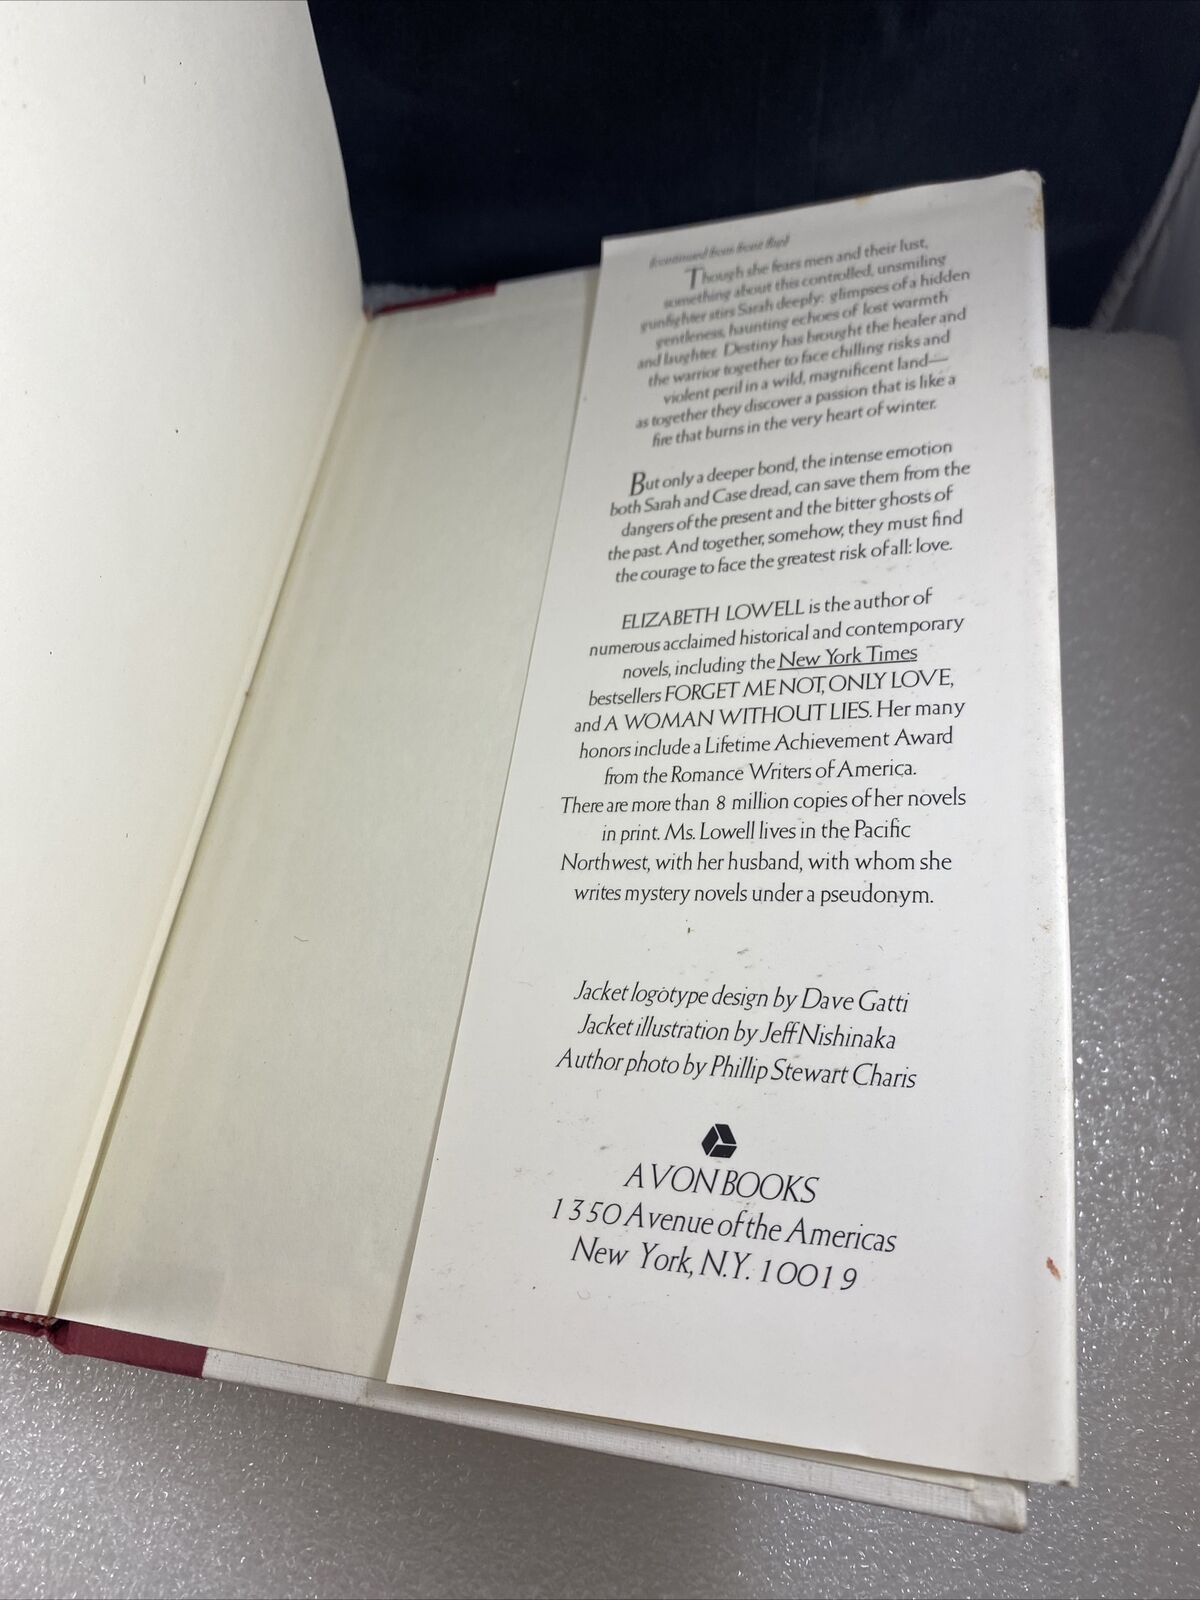 (continued from front flap)
Though she fears men and their lust,
something about this controlled, unsmiling
gunfighter stirs Sarah deeply: glimpses of a hidden
gentleness, haunting echoes of lost warmth
and laughter. Destiny has brought the healer and
the warrior together to face chilling risks and
violent peril in a wild, magnificent land—
as together they discover a passion that is like a
fire that burns in the very heart of winter.
But only a deeper bond, the intense emotion
both Sarah and Case dread, can save them from the
dangers of the present and the bitter ghosts of
the past. And together, somehow, they must find
the courage to face the greatest risk of all: love.
ELIZABETH LOWELL is the author of
numerous acclaimed historical and contemporary
novels, including the New York Times
bestsellers FORGET ME NOT, ONLY LOVE,
and A WOMAN WITHOUT LIES. Her many
honors include a Lifetime Achievement Award
from the Romance Writers of America.
There are more than 8 million copies of her novels
in print. Ms. Lowell lives in the Pacific
Northwest, with her husband, with whom she
writes mystery novels under a pseudonym.
Jacket logotype design by Dave Gatti
Jacket illustration by Jeff Nishinaka
Author photo by Phillip Stewart Charis
AVON BOOKS
1350 Avenue of the Americas
New York, N.Y. 10019